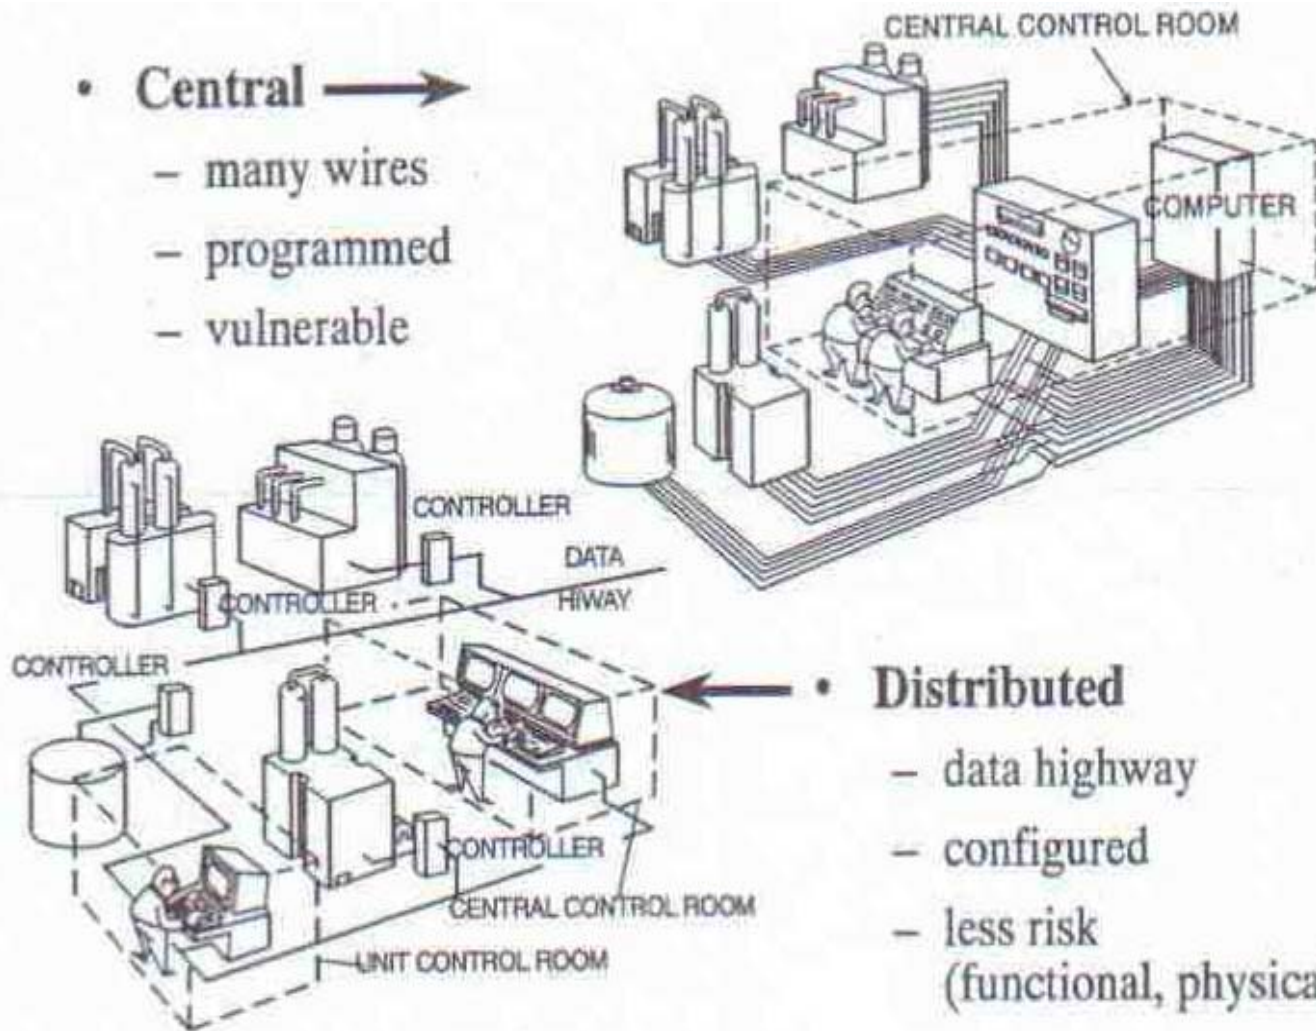 CENTRAL CONTROL ROOM
• Central
– many wires
– programmed
– vulnerable
COMPUTER
CONTROLLER
DATA
HIWAY
CONTROLLER
CONTROLLER
• Distributed
– data highway
– configured
– less risk
(functional, physica
CONTROLLER
CENTRAL CONTROL ROOM
UNIT CONTROL ROOM